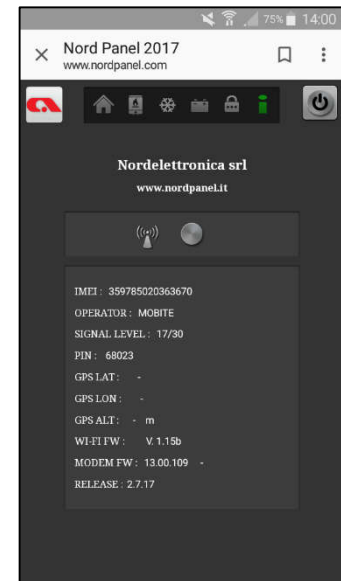 75% 14:00
Nord Panel 2017
www.nordpanel.com
Nordelettronica srl
www.nordpanel.it
IMEI : 359785020363670
OPERATOR : MOBITE
SIGNAL LEVEL : 17/30
PIN : 68023
GPS LAT : -
GPS LON : -
GPS ALT : - m
WI-FI FW : V. 1.15b
MODEM FW : 13.00.109 -
RELEASE : 2.7.17